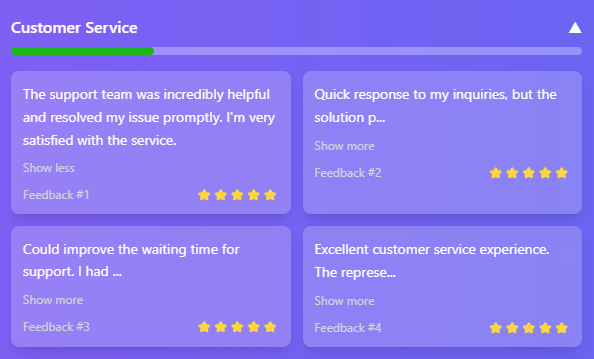 Customer Service
The support team was incredibly helpful
and resolved my issue promptly. I'm very
satisfied with the service.
Show less
Feedback #1
Quick response to my inquiries, but the
solution p...
Show more
Feedback #2
Could improve the waiting time for
support. I had ...
Show more
Feedback #3
Excellent customer service experience.
The represe...
Show more
Feedback #4